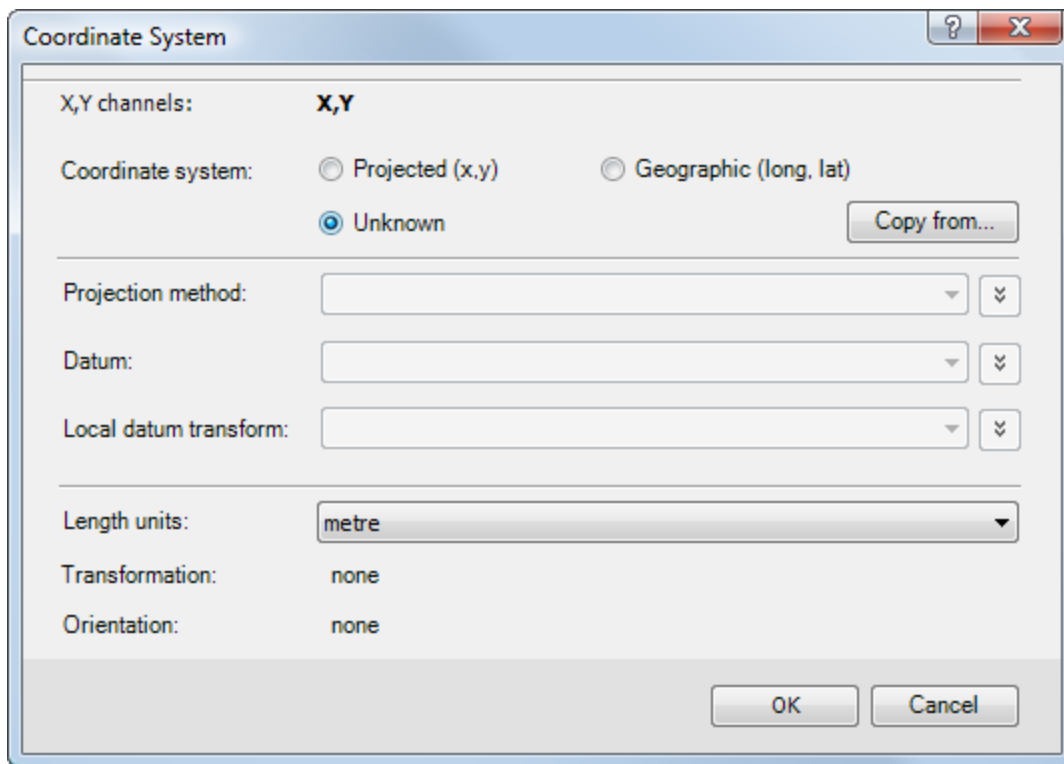 Coordinate System
?
X,Y channels: X,Y
Coordinate system: Projected (x,y) Geographic (long, lat)
Unknown Copy from...
Projection method:
Datum:
Local datum transform:
Length units: metre
Transformation: none
Orientation: none
OK Cancel